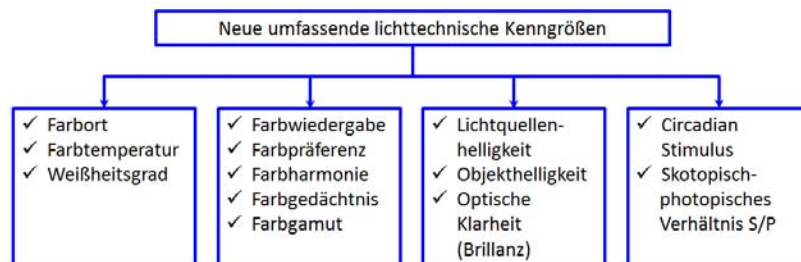 Neue umfassende lichttechnische Kenngrößen
✓ Farbort
✓ Farbtemperatur
✓ Weißheitsgrad
✓ Farbwiedergabe
✓ Farbpräferenz
✓ Farbharmonie
✓ Farbgedächtnis
✓ Farbgamut
✓ Lichtquellen-
helligkeit
✓ Objekthelligkeit
✓ Optische
Klarheit
(Brillanz)
✓ Circadian
Stimulus
✓ Skotopisch-
photopisches
Verhältnis S/P